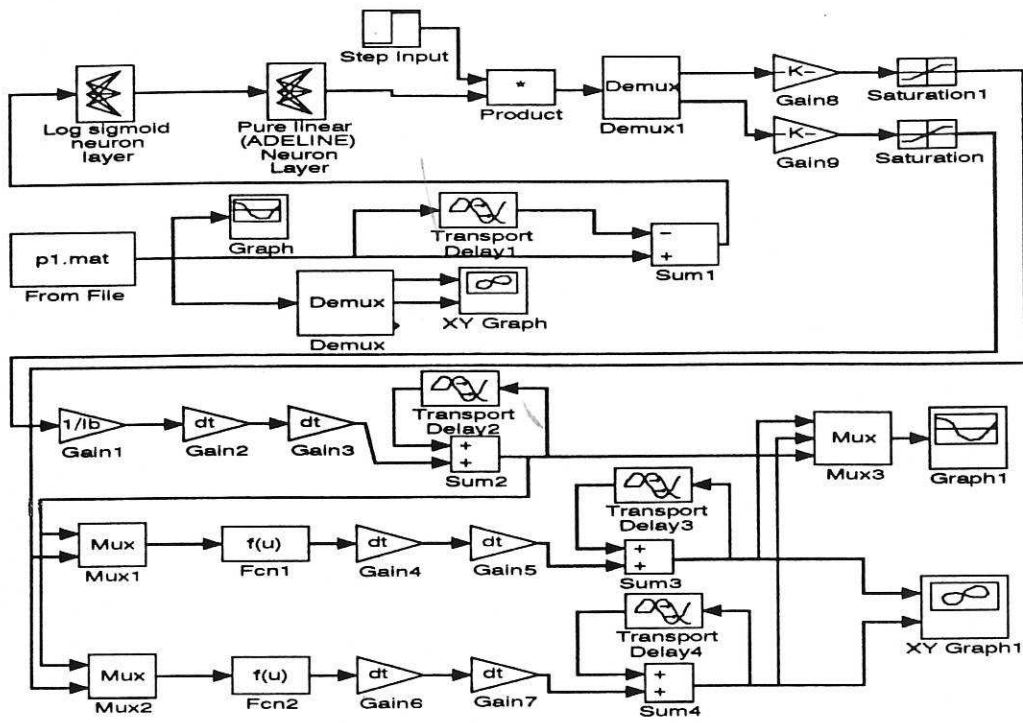 Step Input
Log sigmoid
neuron
layer
Pure linear
(ADELINE)
Neuron
Layer
*
Product
Demux
Demux1
-K-
Gain8
Saturation1
-K-
Gain9
Saturation
p1.mat
From File
Graph
Transport
Delay1
−
+
Sum1
Demux
Demux
XY Graph
1/Ib
Gain1
dt
Gain2
dt
Gain3
Transport
Delay2
+
+
Sum2
Mux
Mux3
Graph1
Mux
Mux1
f(u)
Fcn1
dt
Gain4
dt
Gain5
Transport
Delay3
+
+
Sum3
XY Graph1
Mux
Mux2
f(u)
Fcn2
dt
Gain6
dt
Gain7
Transport
Delay4
+
+
Sum4